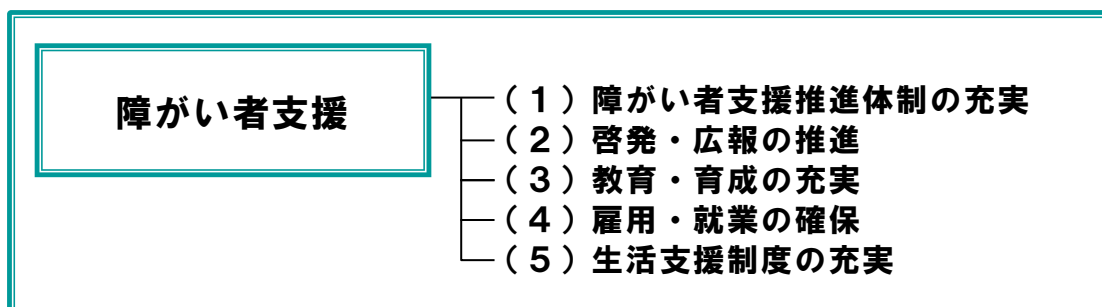 障がい者支援
（１）障がい者支援推進体制の充実
（２）啓発・広報の推進
（３）教育・育成の充実
（４）雇用・就業の確保
（５）生活支援制度の充実